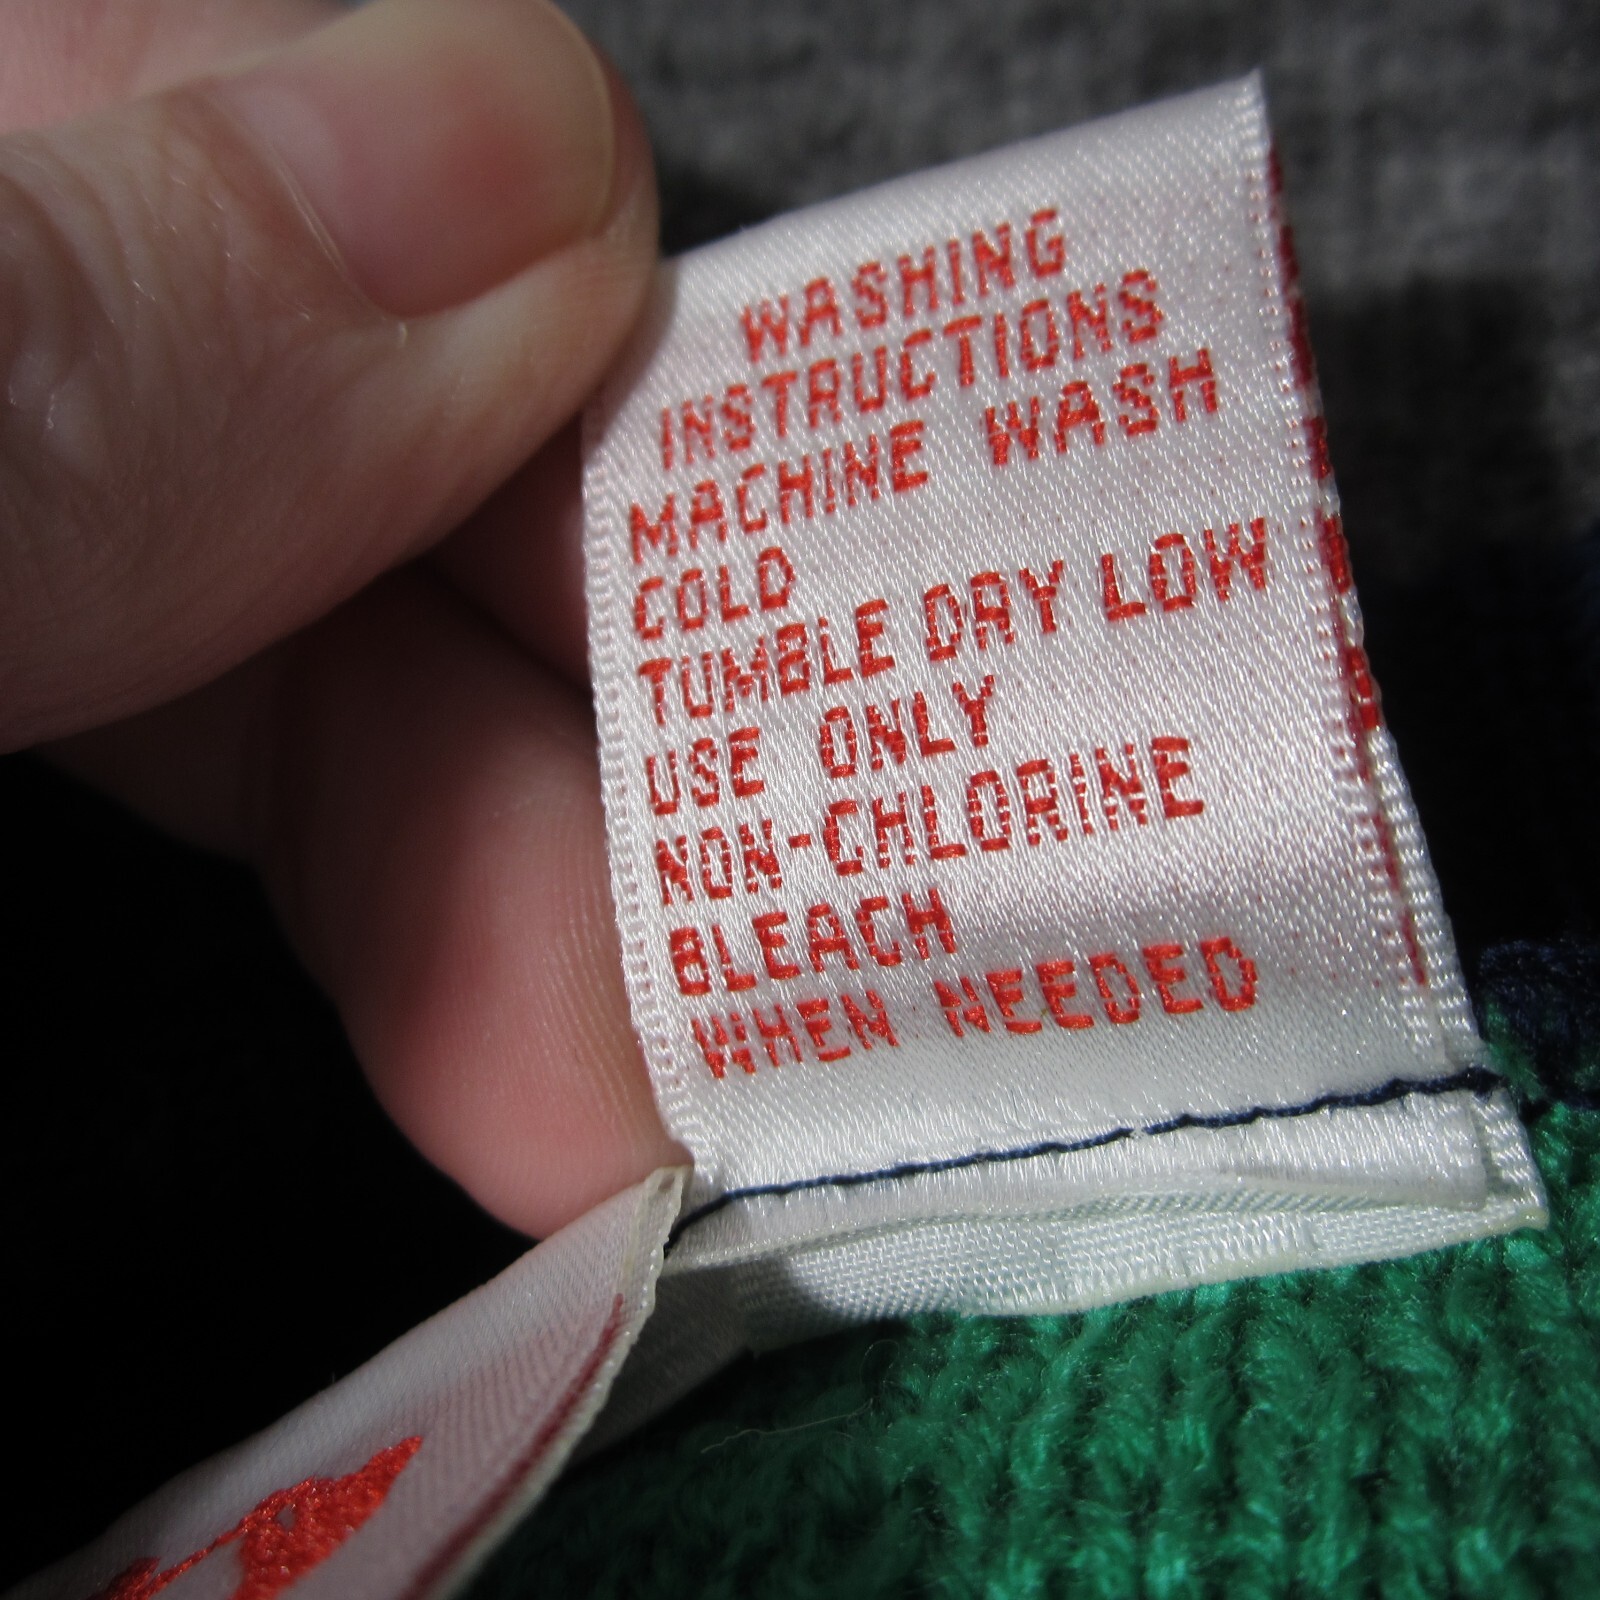 WASHING
INSTRUCTIONS
MACHINE WASH
COLD
TUMBLE DRY LOW
USE ONLY
NON-CHLORINE
BLEACH
WHEN NEEDED